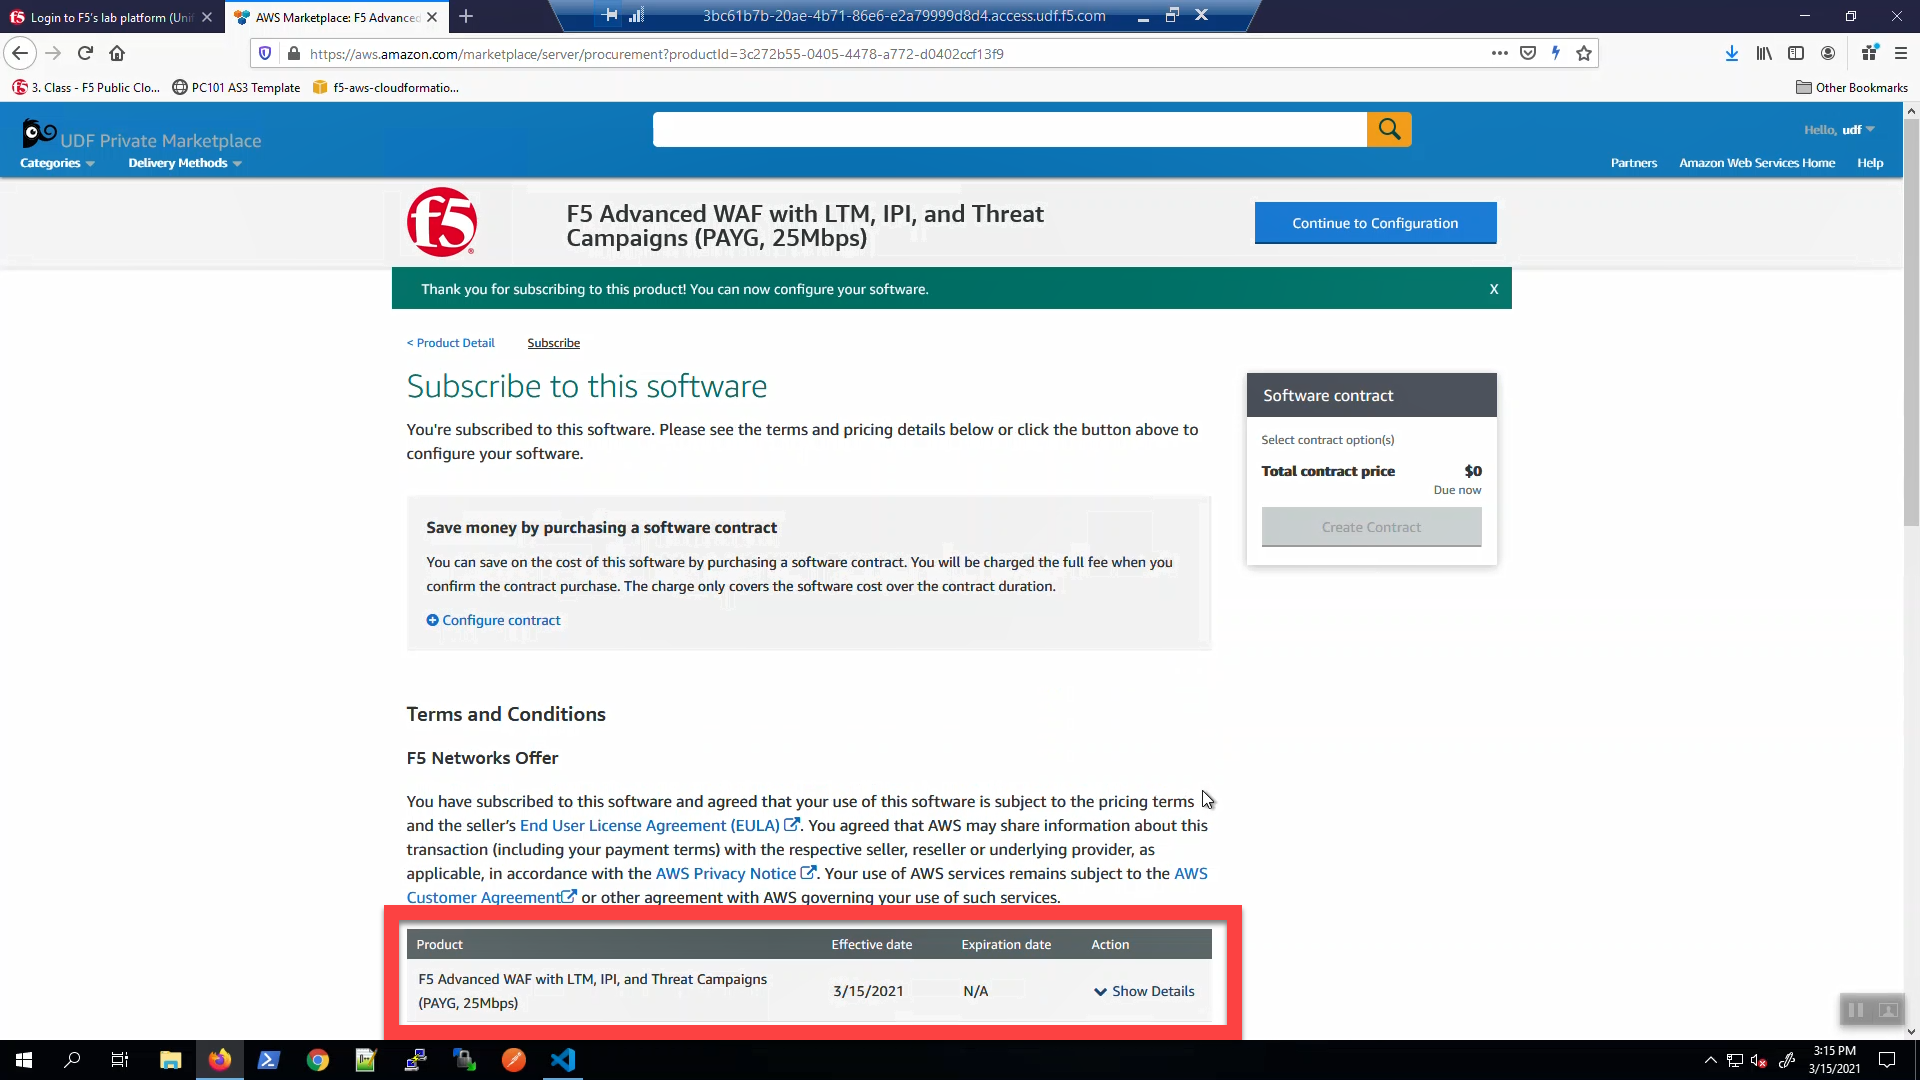 Login to F5's lab platform (Uni
AWS Marketplace: F5 Advanced
3bc61b7b-20ae-4b71-86e6-e2a79999d8d4.access.udf.f5.com
https://aws.amazon.com/marketplace/server/procurement?productId=3c272b55-0405-4478-a772-d0402ccf13f9
3. Class - F5 Public Clo...
PC101 AS3 Template
f5-aws-cloudformatio...
Other Bookmarks
UDF Private Marketplace
Hello, udf
Categories
Delivery Methods
Partners
Amazon Web Services Home
Help
f5
F5 Advanced WAF with LTM, IPI, and Threat
Campaigns (PAYG, 25Mbps)
Continue to Configuration
Thank you for subscribing to this product! You can now configure your software.
X
< Product Detail
Subscribe
Subscribe to this software
You're subscribed to this software. Please see the terms and pricing details below or click the button above to
configure your software.
Software contract
Select contract option(s)
Total contract price
$0
Due now
Create Contract
Save money by purchasing a software contract
You can save on the cost of this software by purchasing a software contract. You will be charged the full fee when you
confirm the contract purchase. The charge only covers the software cost over the contract duration.
Configure contract
Terms and Conditions
F5 Networks Offer
You have subscribed to this software and agreed that your use of this software is subject to the pricing terms
and the seller's End User License Agreement (EULA). You agreed that AWS may share information about this
transaction (including your payment terms) with the respective seller, reseller or underlying provider, as
applicable, in accordance with the AWS Privacy Notice. Your use of AWS services remains subject to the AWS
Customer Agreement or other agreement with AWS governing your use of such services.
Product
Effective date
Expiration date
Action
F5 Advanced WAF with LTM, IPI, and Threat Campaigns
(PAYG, 25Mbps)
3/15/2021
N/A
Show Details
3:15 PM
3/15/2021